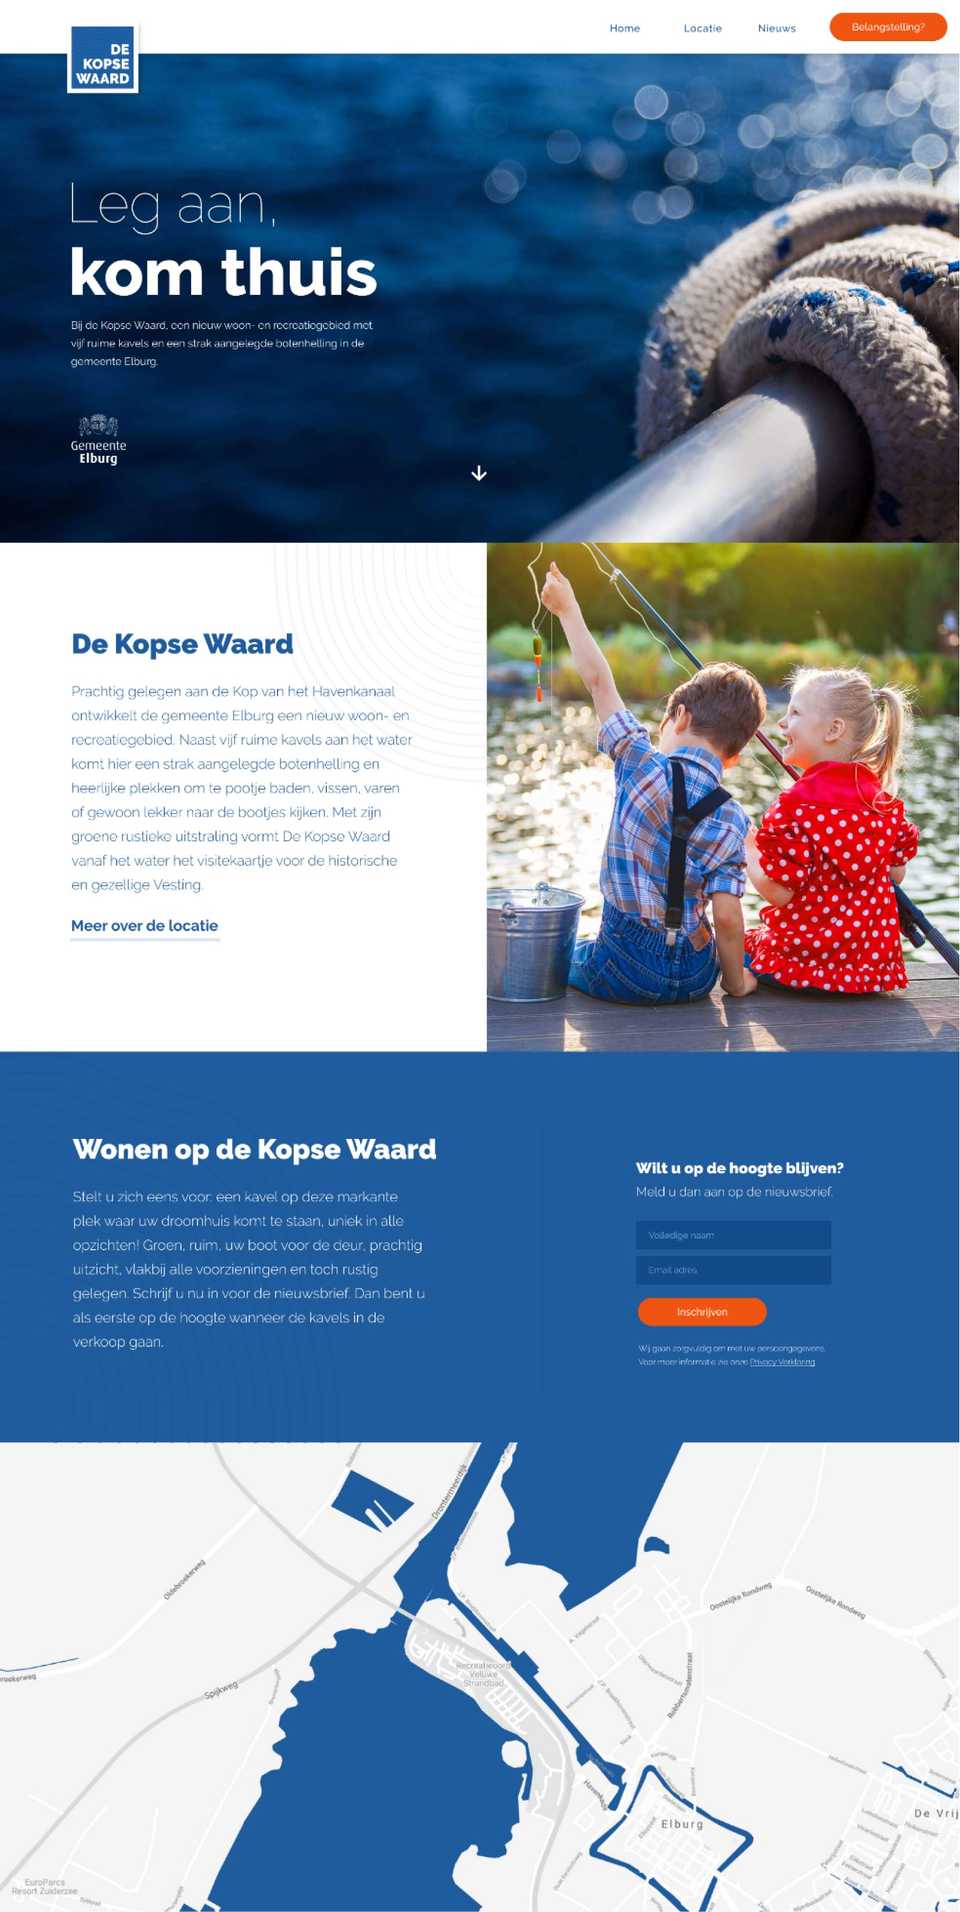 DE
KOPSE
WAARD
Home
Locatie
Nieuws
Belangstelling?
Leg aan,
kom thuis
Bij de Kopse Waard, een nieuw woon- en recreatiegebied met
vijf ruime kavels en een strak aangelegde botenhelling in de
gemeente Elburg.
Gemeente
Elburg
De Kopse Waard
Prachtig gelegen aan de Kop van het Havenkanaal
ontwikkelt de gemeente Elburg een nieuw woon- en
recreatiegebied. Naast vijf ruime kavels aan het water
komt hier een strak aangelegde botenhelling en
heerlijke plekken om te pootje baden, vissen, varen
of gewoon lekker naar de bootjes kijken. Met zijn
groene rustieke uitstraling vormt De Kopse Waard
vanaf het water het visitekaartje voor de historische
en gezellige Vesting.
Meer over de locatie
Wonen op de Kopse Waard
Stelt u zich eens voor: een kavel op deze markante
plek waar uw droomhuis komt te staan, uniek in alle
opzichten! Groen, ruim, uw boot voor de deur, prachtig
uitzicht, vlakbij alle voorzieningen en toch rustig
gelegen. Schrijf u nu in voor de nieuwsbrief. Dan bent u
als eerste op de hoogte wanneer de kavels in de
verkoop gaan.
Wilt u op de hoogte blijven?
Meld u dan aan op de nieuwsbrief.
Volledige naam
Email adres
Inschrijven
Wij gaan zorgvuldig om met uw persoongegevens.
Voor meer informatie zie onze Privacy Verklaring
Drontermeerdijk
Oldebroekerweg
Oostelijke Rondweg
Oostelijke Rondweg
A. Vogelstraat
Recreatieoord
Veluwe
Strandbad
Spijkweg
Robbertsmatenstraat
Havenkade
Elburg
De Vrij
EuroParcs
Resort Zuiderzee